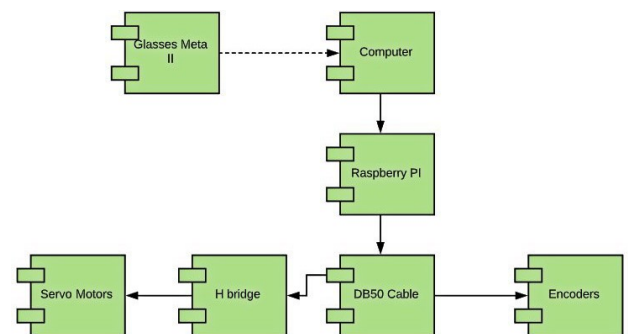 Glasses Meta
II
Computer
Raspberry PI
Servo Motors
H bridge
DB50 Cable
Encoders